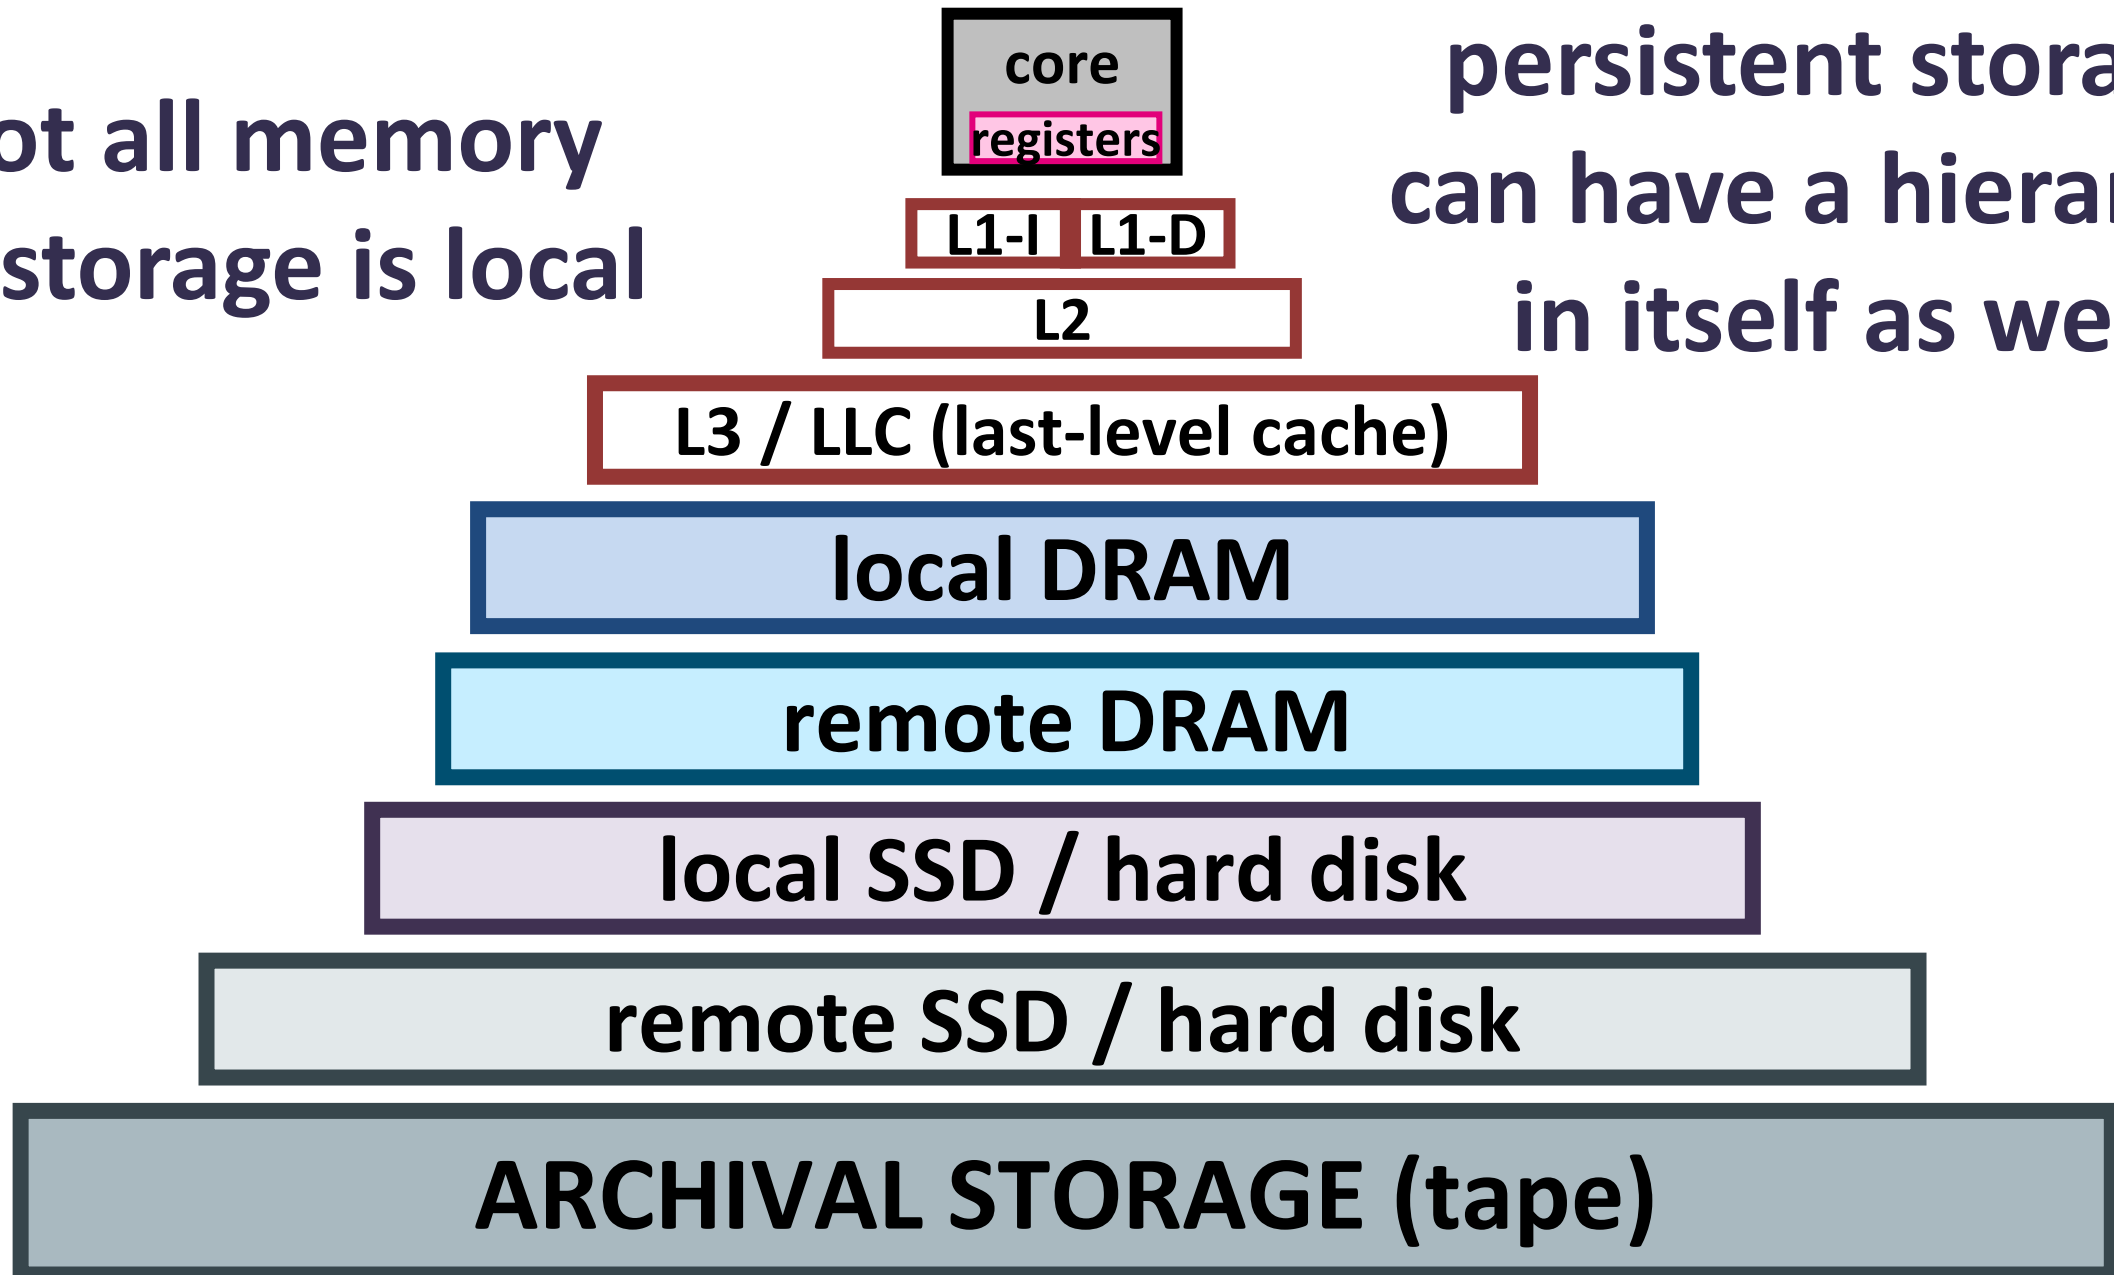 core
registers
ot all memory
storage is local
persistent stora
can have a hierar
in itself as we
L1-I L1-D
L2
L3 / LLC (last-level cache)
local DRAM
remote DRAM
local SSD / hard disk
remote SSD / hard disk
ARCHIVAL STORAGE (tape)